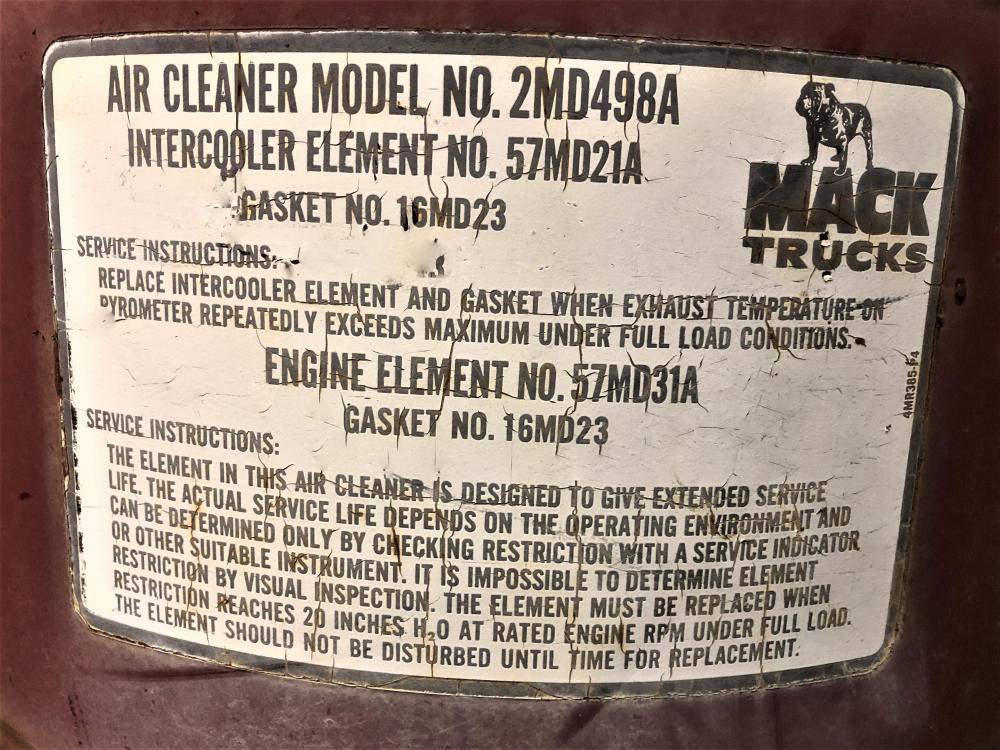 AIR CLEANER MODEL NO. 2MD498A
INTERCOOLER ELEMENT NO. 57MD21A
GASKET NO. 16MD23
MACK
TRUCKS
SERVICE INSTRUCTIONS:
REPLACE INTERCOOLER ELEMENT AND GASKET WHEN EXHAUST TEMPERATURE ON
PYROMETER REPEATEDLY EXCEEDS MAXIMUM UNDER FULL LOAD CONDITIONS.
ENGINE ELEMENT NO. 57MD31A
GASKET NO. 16MD23
4MR385-P4
SERVICE INSTRUCTIONS:
THE ELEMENT IN THIS AIR CLEANER IS DESIGNED TO GIVE EXTENDED SERVICE
LIFE. THE ACTUAL SERVICE LIFE DEPENDS ON THE OPERATING ENVIRONMENT AND
CAN BE DETERMINED ONLY BY CHECKING RESTRICTION WITH A SERVICE INDICATOR
OR OTHER SUITABLE INSTRUMENT. IT IS IMPOSSIBLE TO DETERMINE ELEMENT
RESTRICTION BY VISUAL INSPECTION. THE ELEMENT MUST BE REPLACED WHEN
RESTRICTION REACHES 20 INCHES H₂O AT RATED ENGINE RPM UNDER FULL LOAD.
THE ELEMENT SHOULD NOT BE DISTURBED UNTIL TIME FOR REPLACEMENT.